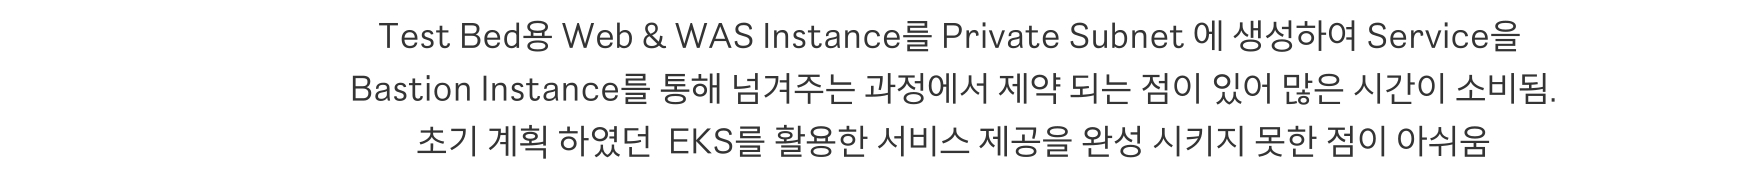 Test Bed용 Web & WAS Instance를 Private Subnet 에 생성하여 Service을
Bastion Instance를 통해 넘겨주는 과정에서 제약 되는 점이 있어 많은 시간이 소비됨.
초기 계획 하였던  EKS를 활용한 서비스 제공을 완성 시키지 못한 점이 아쉬움